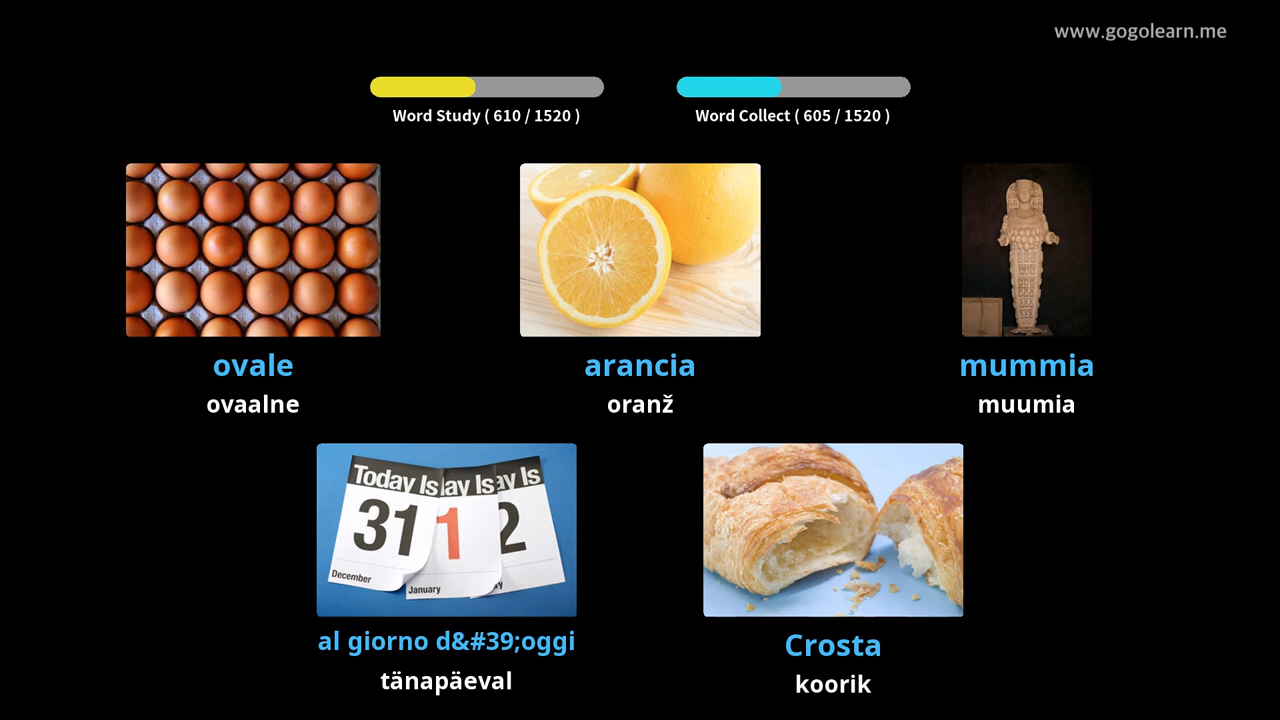 www.gogolearn.me
Word Study ( 610 / 1520 )
Word Collect ( 605 / 1520 )
ovale
ovaalne
arancia
oranž
mummia
muumia
Today Is
ay Is
ay Is
31
1
2
December
January
al giorno d&#39;oggi
tänapäeval
Crosta
koorik